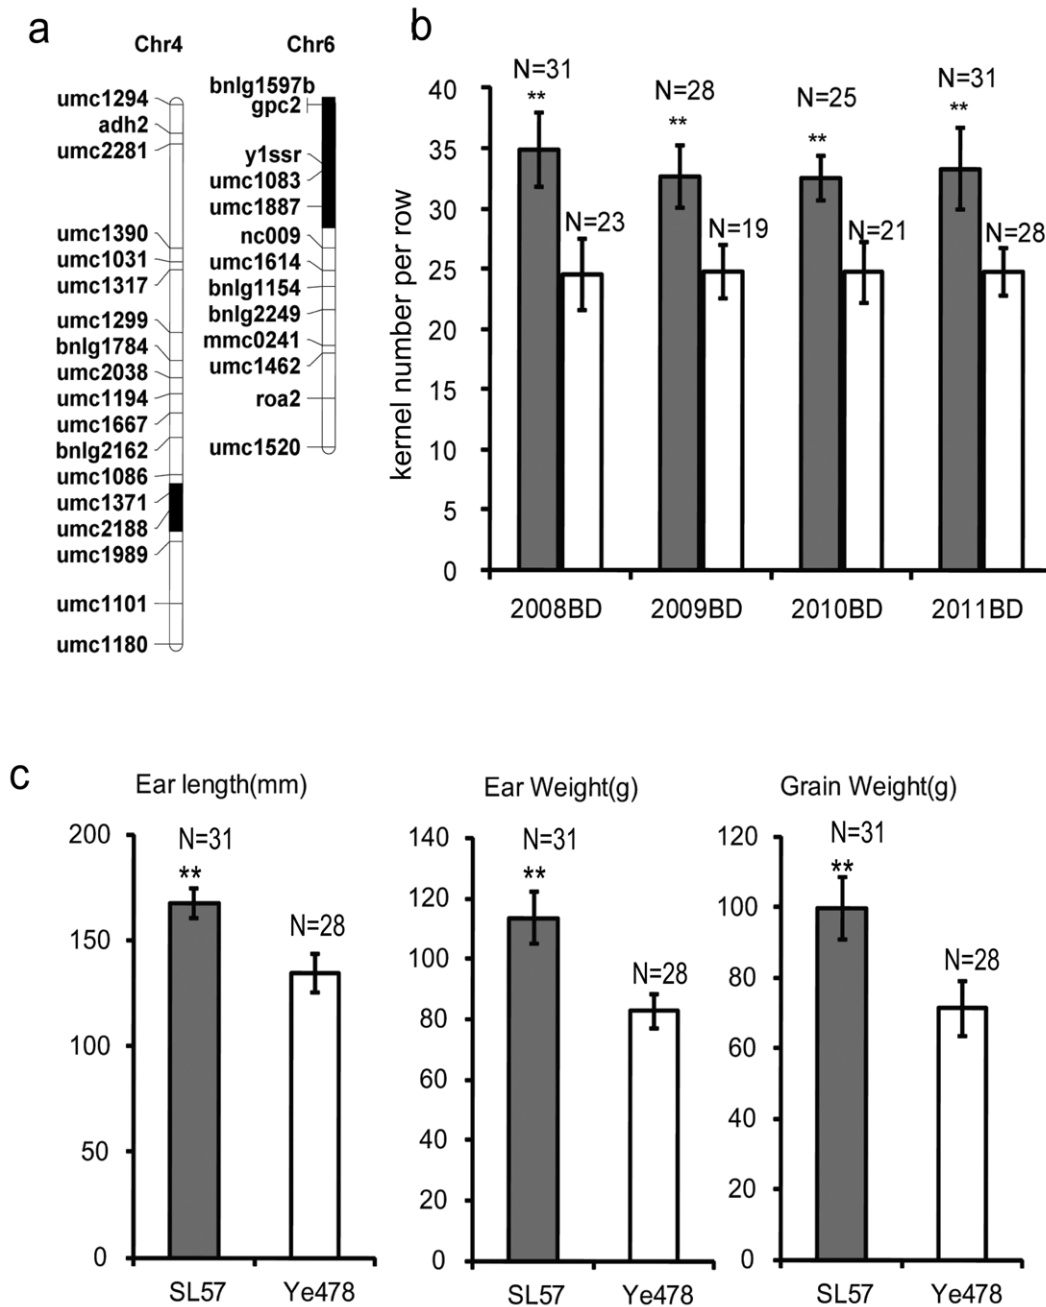 a
Chr4
Chr6
umc1294
adh2
umc2281
umc1390
umc1031
umc1317
umc1299
bnlg1784
umc2038
umc1194
umc1667
bnlg2162
umc1086
umc1371
umc2188
umc1989
umc1101
umc1180
bnlg1597b
gpc2
y1ssr
umc1083
umc1887
nc009
umc1614
bnlg1154
bnlg2249
mmc0241
umc1462
roa2
umc1520
b
kernel number per row
40
35
30
25
20
15
10
5
0
N=31
**
N=23
N=28
**
N=19
N=25
**
N=21
N=31
**
N=28
2008BD
2009BD
2010BD
2011BD
c
Ear length(mm)
200
150
100
50
0
N=31
**
N=28
SL57
Ye478
Ear Weight(g)
140
120
100
80
60
40
20
0
N=31
**
N=28
SL57
Ye478
Grain Weight(g)
120
100
80
60
40
20
0
N=31
**
N=28
SL57
Ye478